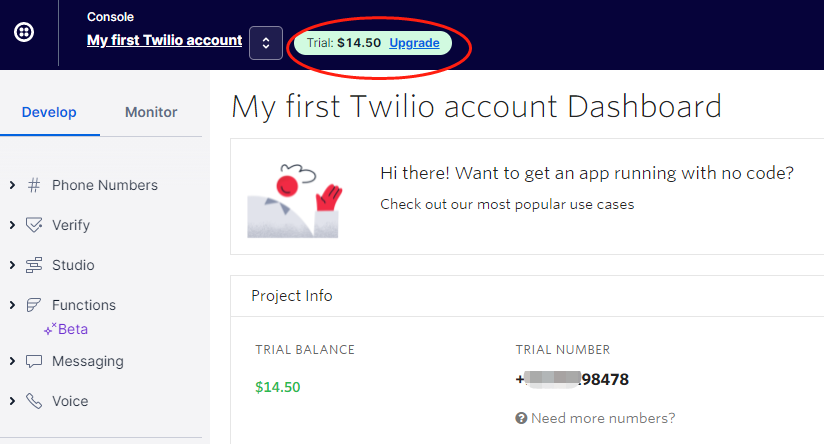 Console
My first Twilio account
Trial: $14.50 Upgrade
Develop Monitor
My first Twilio account Dashboard
Hi there! Want to get an app running with no code?
Check out our most popular use cases
Phone Numbers
Verify
Studio
Functions
Beta
Messaging
Voice
Project Info
TRIAL BALANCE
$14.50
TRIAL NUMBER
+ 98478
Need more numbers?